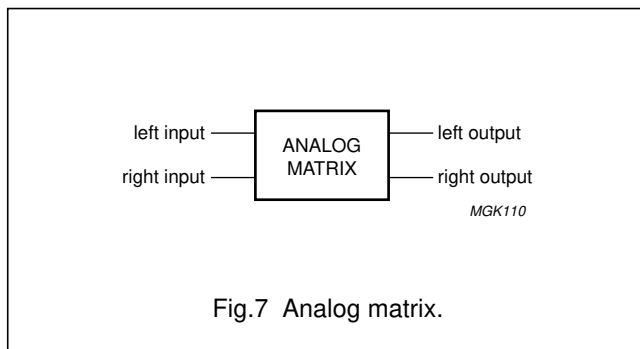 left input
ANALOG
MATRIX
left output
right input
right output
MGK110
Fig.7 Analog matrix.